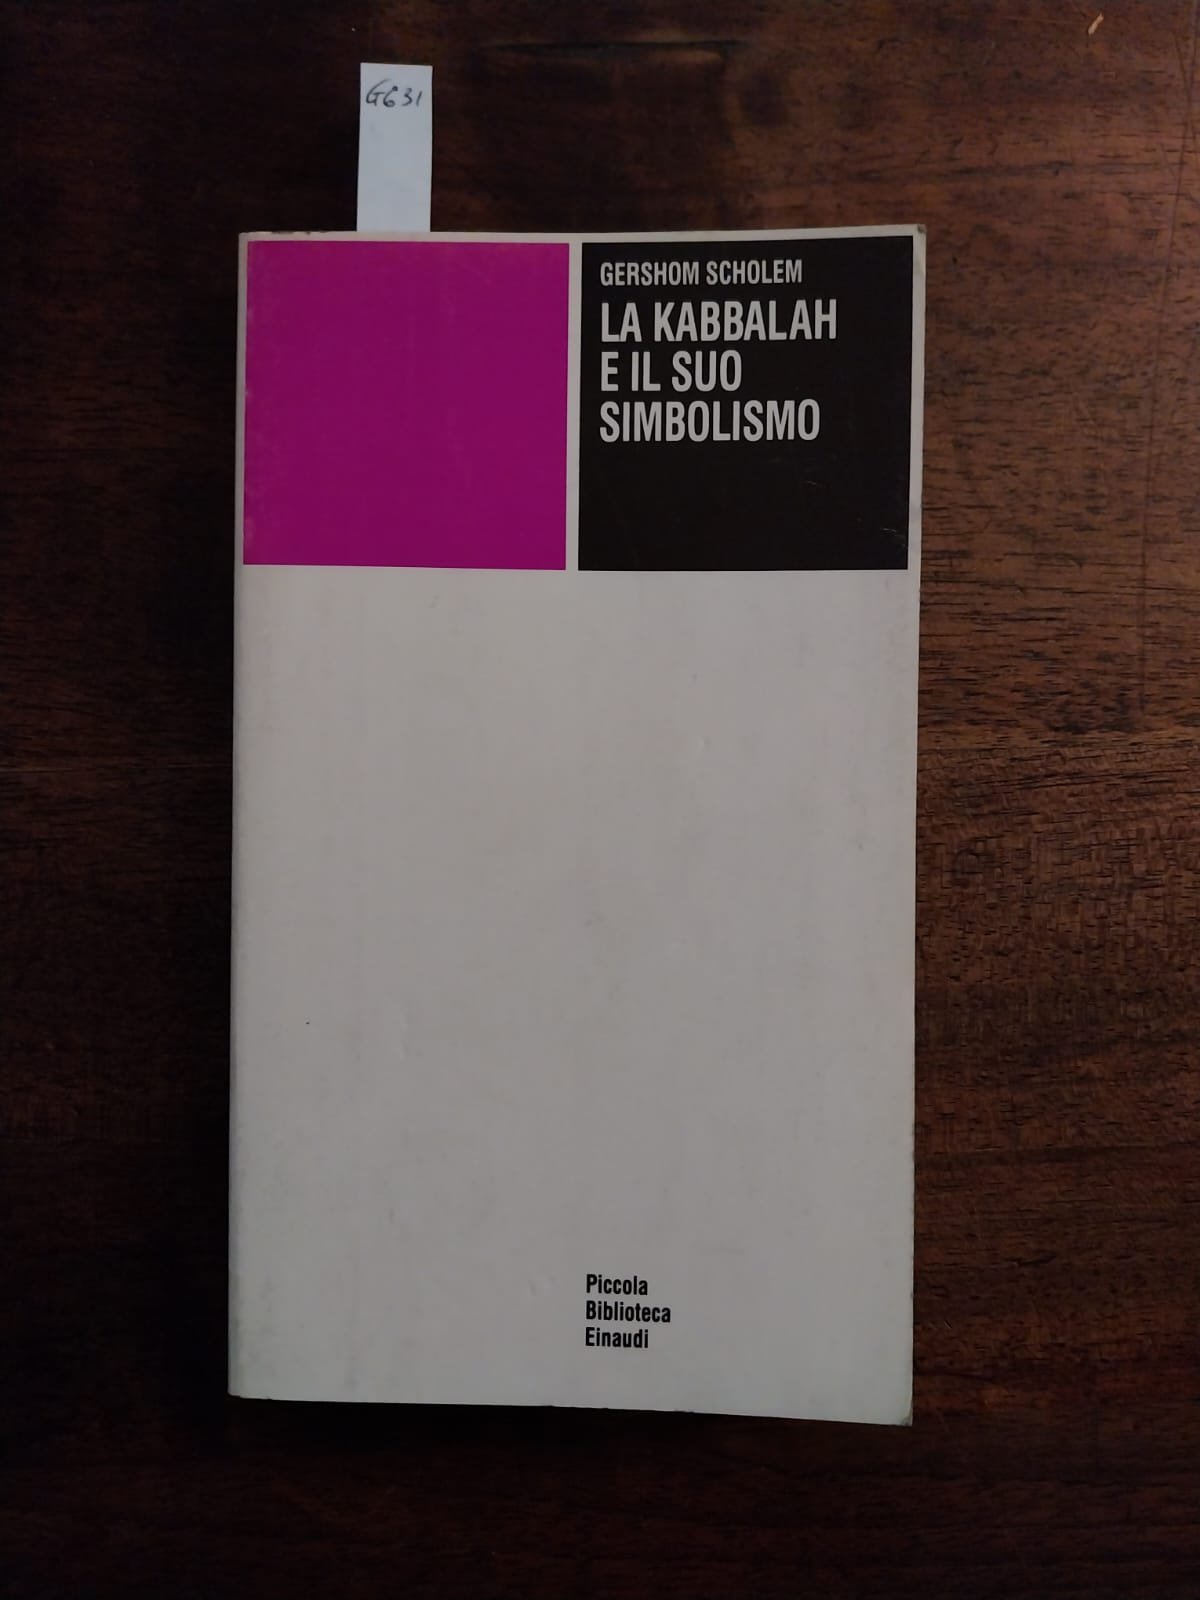 G631
GERSHOM SCHOLEM
LA KABBALAH
E IL SUO
SIMBOLISMO
Piccola
Biblioteca
Einaudi